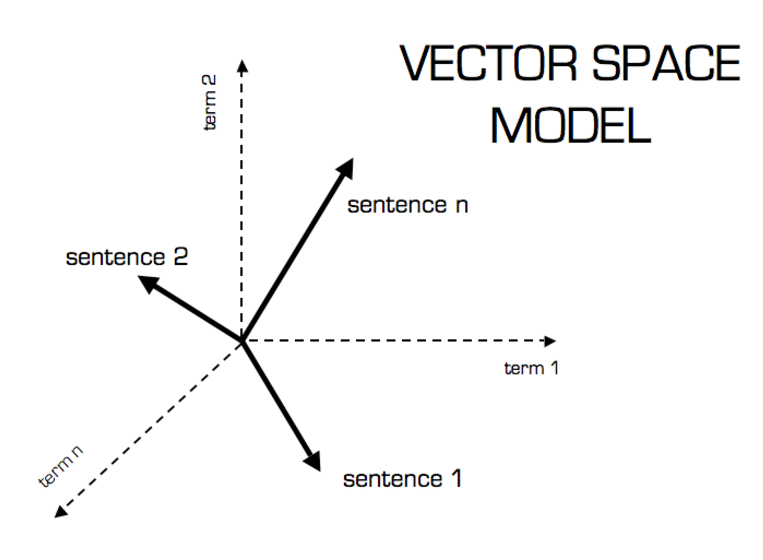 VECTOR SPACE
MODEL
term 2
sentence n
sentence 2
term 1
term n
sentence 1